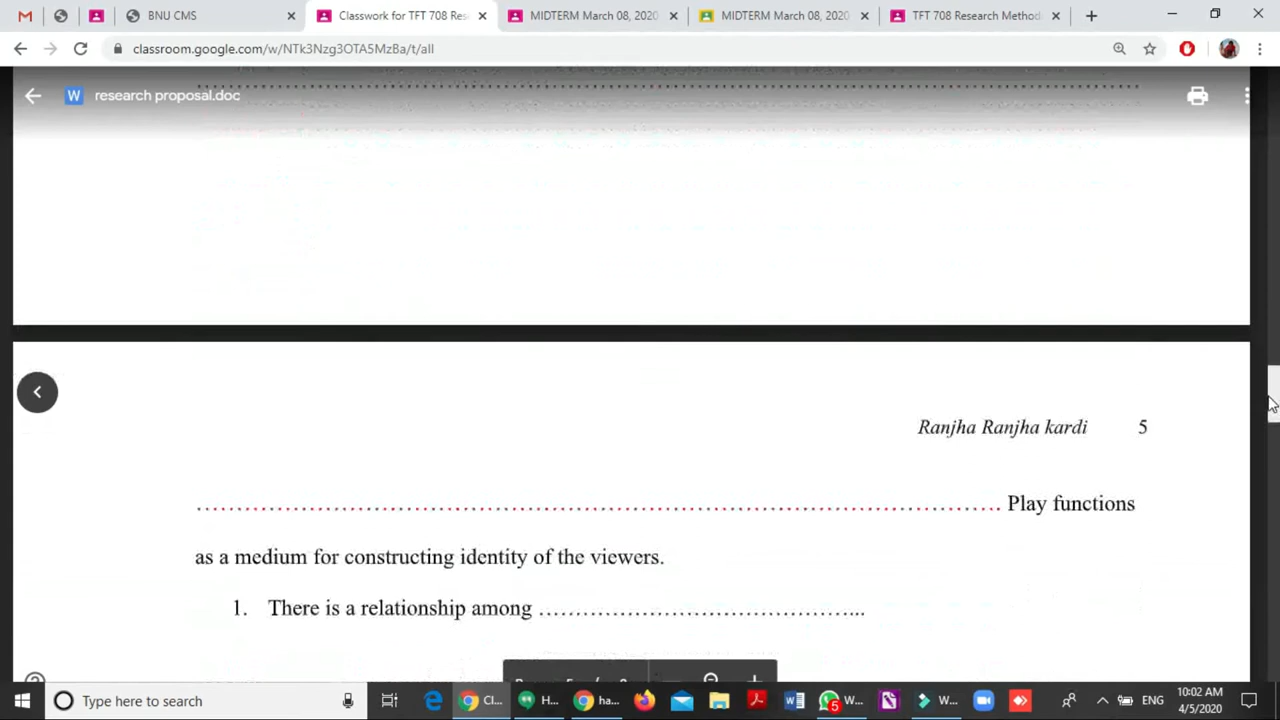 BNU CMS
Classwork for TFT 708 Res
MIDTERM March 08, 2020
MIDTERM March 08, 2020
TFT 708 Research Method
classroom.google.com/w/NTk3Nzg3OTA5MzBa/t/all
W research proposal.doc
Ranjha Ranjha kardi 5
…………………………………………………………………………………. Play functions
as a medium for constructing identity of the viewers.
1. There is a relationship among …………………………………...
Type here to search
Cl...
H...
ha...
5
W...
W...
ENG
10:02 AM
4/5/2020